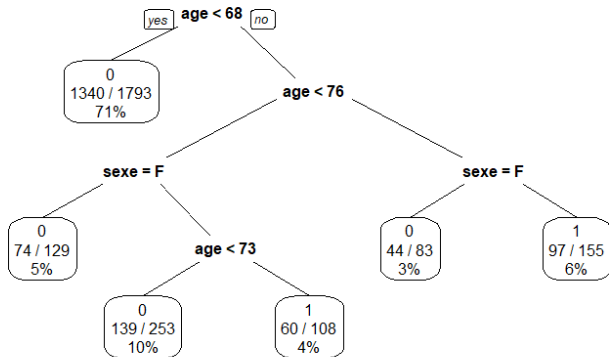 yes age < 68 no
0
1340 / 1793
71%
age < 76
sexe = F
sexe = F
0
74 / 129
5%
age < 73
0
44 / 83
3%
1
97 / 155
6%
0
139 / 253
10%
1
60 / 108
4%